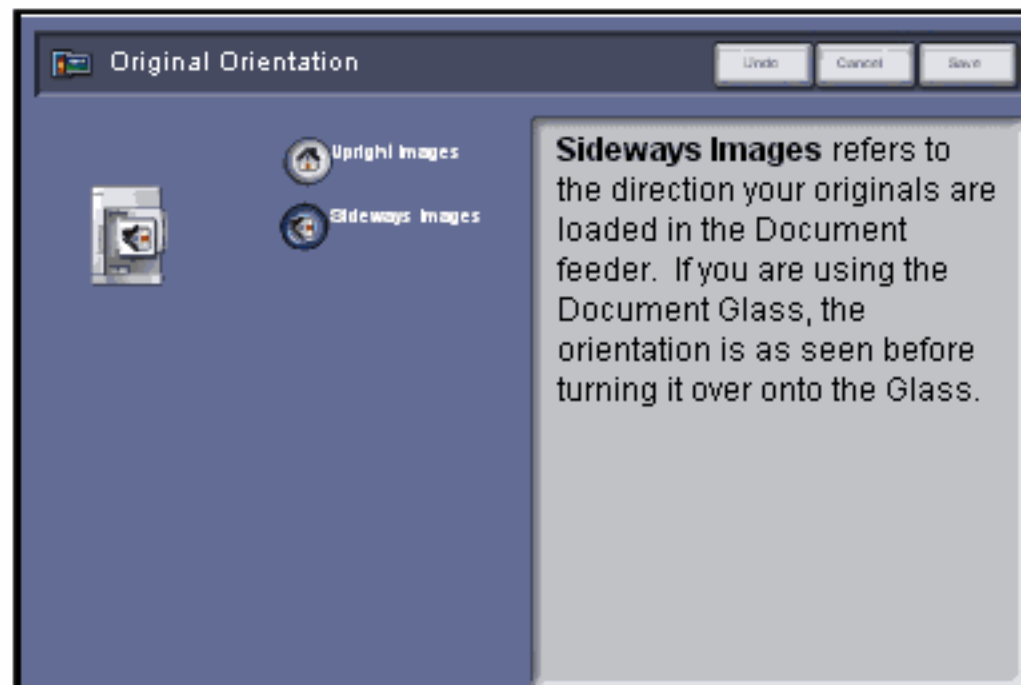 Original Orientation
Undo
Cancel
Save
Upright Images
Sideways Images
Sideways Images refers to
the direction your originals are
loaded in the Document
feeder. If you are using the
Document Glass, the
orientation is as seen before
turning it over onto the Glass.